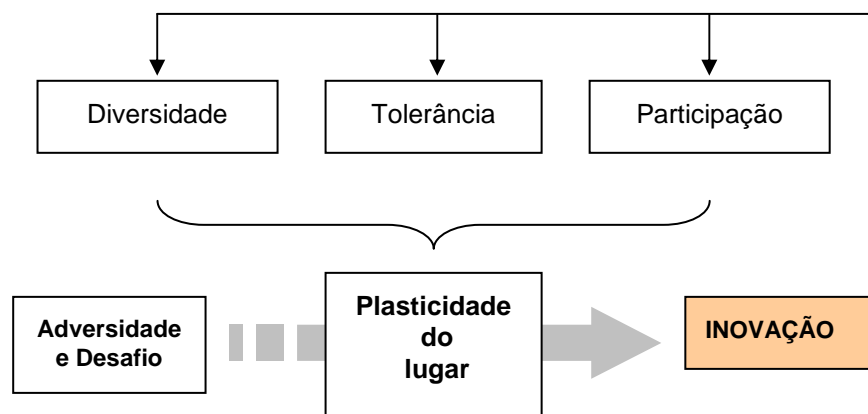 Diversidade
Tolerância
Participação
Adversidade
e Desafio
Plasticidade
do
lugar
INOVAÇÃO